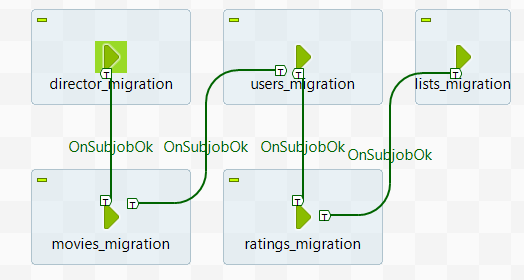 director_migration
users_migration
lists_migration
OnSubjobOk
OnSubjobOk
OnSubjobOk
OnSubjobOk
movies_migration
ratings_migration